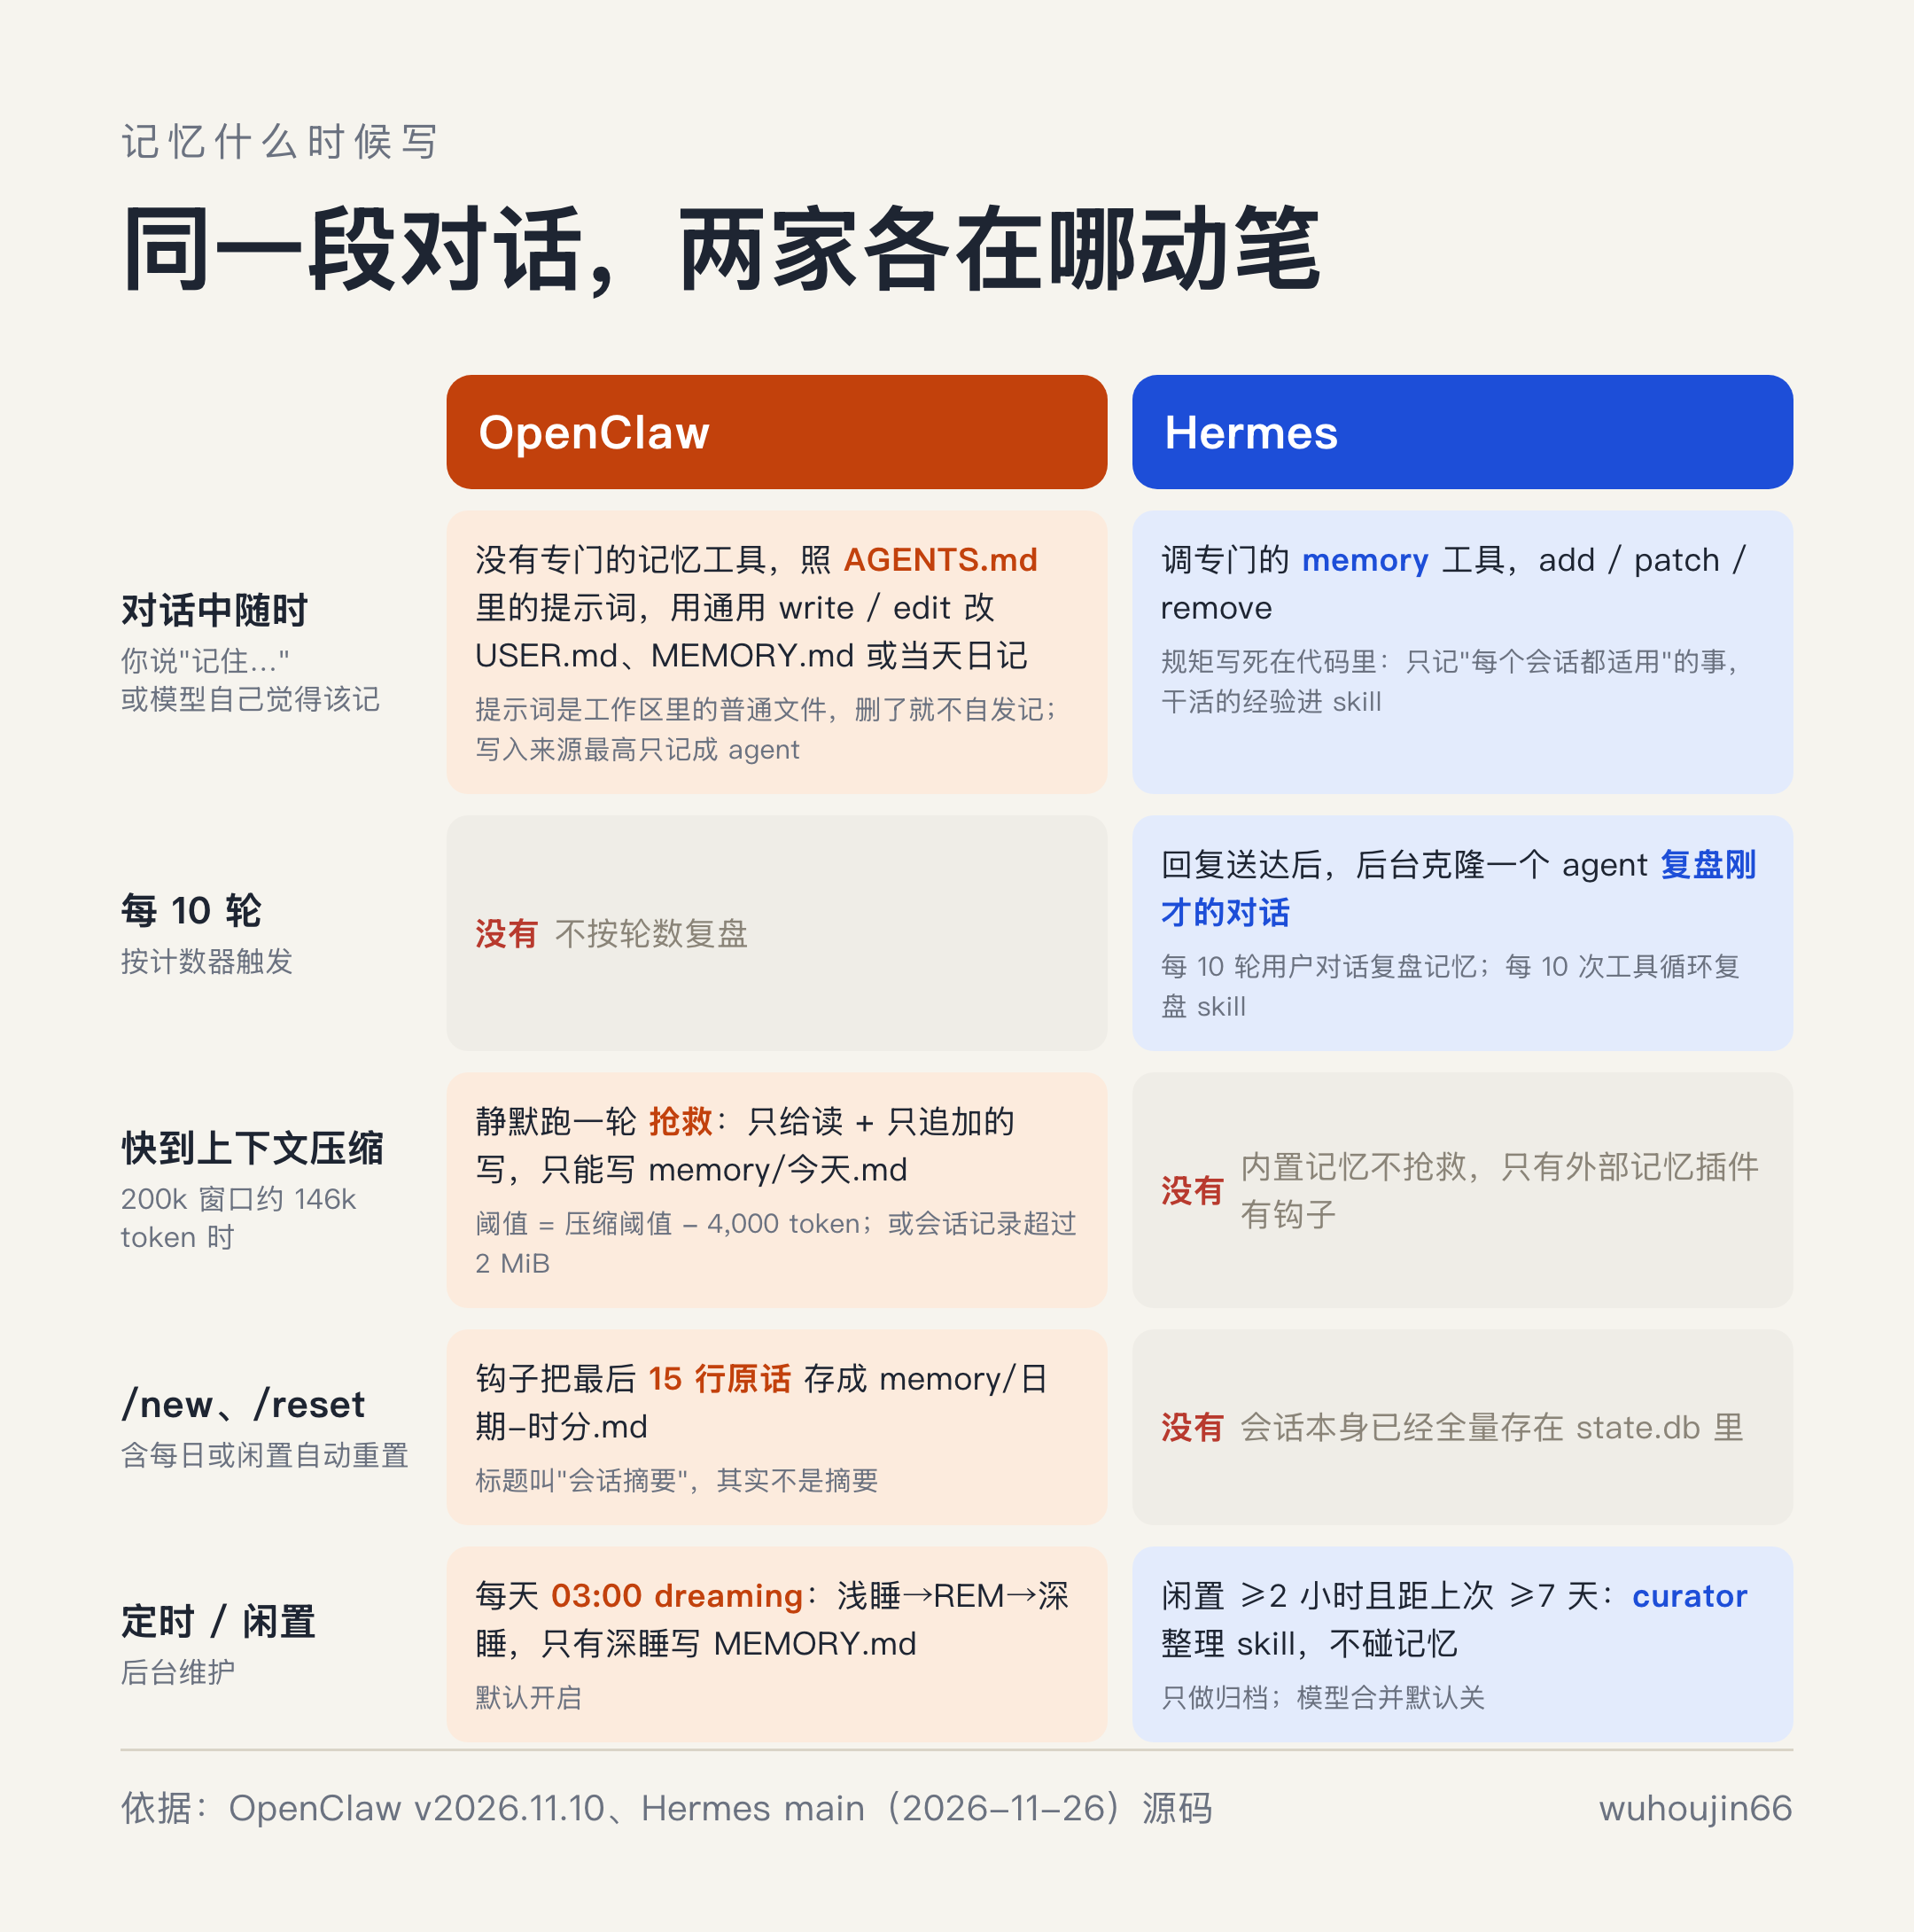 记忆什么时候写
同一段对话，两家各在哪动笔
OpenClaw
Hermes
对话中随时
你说"记住…"
或模型自己觉得该记
没有专门的记忆工具，照 AGENTS.md
里的提示词，用通用 write / edit 改
USER.md、MEMORY.md 或当天日记
提示词是工作区里的普通文件，删了就不自发记；
写入来源最高只记成 agent
调专门的 memory 工具，add / patch /
remove
规矩写死在代码里：只记"每个会话都适用"的事，
干活的经验进 skill
每 10 轮
按计数器触发
没有 不按轮数复盘
回复送达后，后台克隆一个 agent 复盘刚
才的对话
每 10 轮用户对话复盘记忆；每 10 次工具循环复
盘 skill
快到上下文压缩
200k 窗口约 146k
token 时
静默跑一轮 抢救：只给读 + 只追加的
写，只能写 memory/今天.md
阈值 = 压缩阈值 − 4,000 token；或会话记录超过
2 MiB
没有 内置记忆不抢救，只有外部记忆插件
有钩子
/new、/reset
含每日或闲置自动重置
钩子把最后 15 行原话 存成 memory/日
期-时分.md
标题叫"会话摘要"，其实不是摘要
没有 会话本身已经全量存在 state.db 里
定时 / 闲置
后台维护
每天 03:00 dreaming：浅睡→REM→深
睡，只有深睡写 MEMORY.md
默认开启
闲置 ≥2 小时且距上次 ≥7 天：curator
整理 skill，不碰记忆
只做归档；模型合并默认关
依据：OpenClaw v2026.11.10、Hermes main（2026-11-26）源码
wuhoujin66